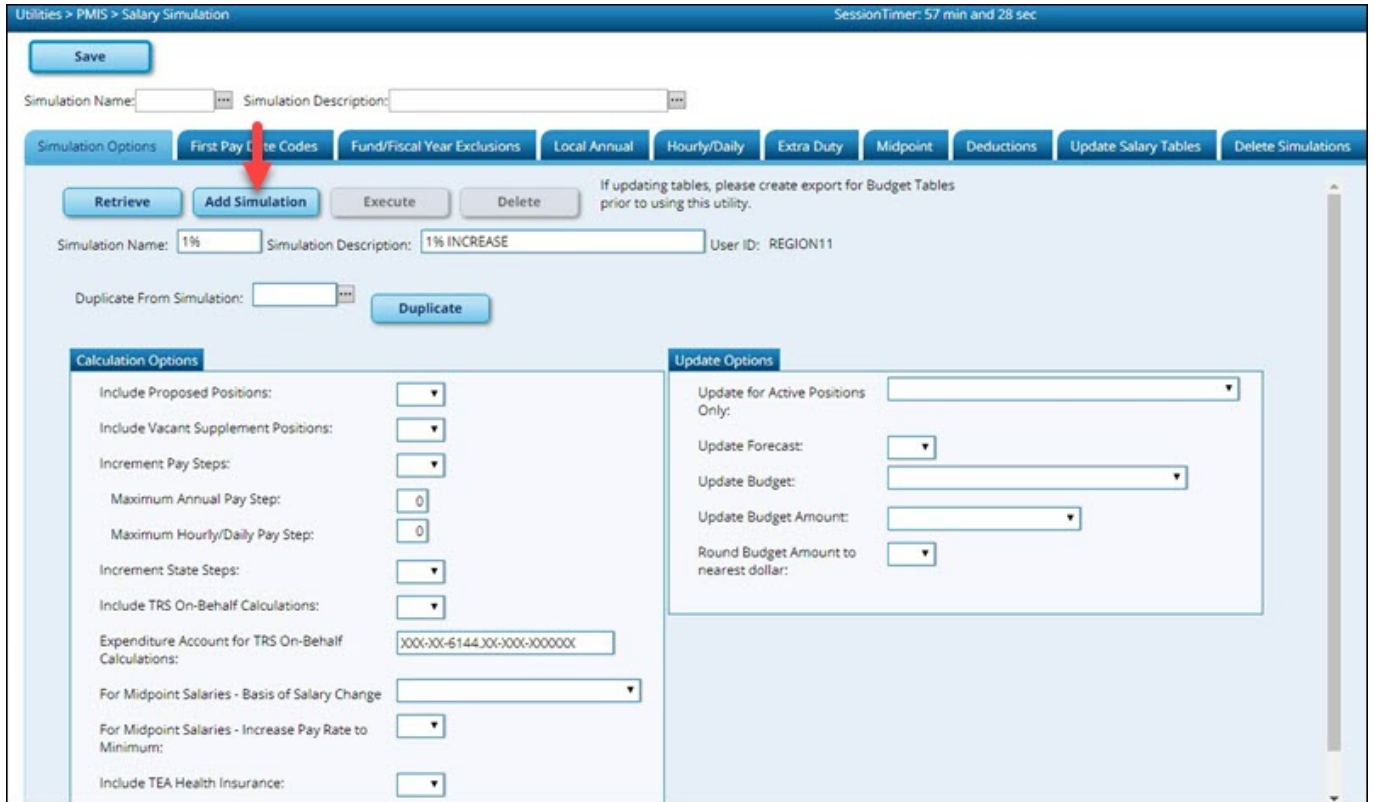 Utilities > PMIS > Salary Simulation SessionTimer: 57 min and 28 sec
Save
Simulation Name: ... Simulation Description: ...
Simulation Options First Pay Date Codes Fund/Fiscal Year Exclusions Local Annual Hourly/Daily Extra Duty Midpoint Deductions Update Salary Tables Delete Simulations
Retrieve Add Simulation Execute Delete If updating tables, please create export for Budget Tables
prior to using this utility.
Simulation Name: 1% Simulation Description: 1% INCREASE User ID: REGION11
Duplicate From Simulation: ... Duplicate
Calculation Options
Include Proposed Positions:
Include Vacant Supplement Positions:
Increment Pay Steps:
Maximum Annual Pay Step: 0
Maximum Hourly/Daily Pay Step: 0
Increment State Steps:
Include TRS On-Behalf Calculations:
Expenditure Account for TRS On-Behalf XXX-XX-6144.XX-XXX-XXXXXX
Calculations:
For Midpoint Salaries - Basis of Salary Change
For Midpoint Salaries - Increase Pay Rate to
Minimum:
Include TEA Health Insurance:
Update Options
Update for Active Positions
Only:
Update Forecast:
Update Budget:
Update Budget Amount:
Round Budget Amount to
nearest dollar: